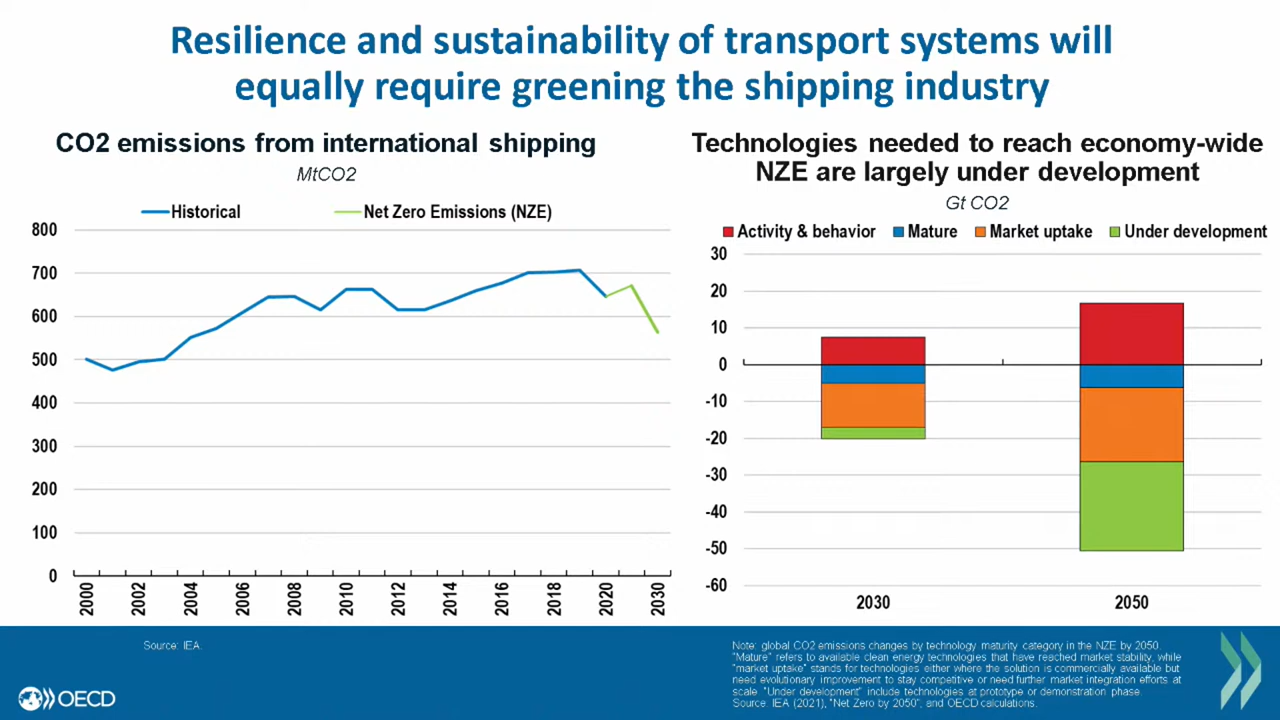 Resilience and sustainability of transport systems will
equally require greening the shipping industry
CO2 emissions from international shipping
MtCO2
Historical
Net Zero Emissions (NZE)
800
700
600
500
400
300
200
100
0
2000
2002
2004
2006
2008
2010
2012
2014
2016
2018
2020
2030
Technologies needed to reach economy-wide
NZE are largely under development
Gt CO2
Activity & behavior
Mature
Market uptake
Under development
30
20
10
0
-10
-20
-30
-40
-50
-60
2030
2050
Source: IEA.
Note: global CO2 emissions changes by technology maturity category in the NZE by 2050.
"Mature" refers to available clean energy technologies that have reached market stability, while
"market uptake" stands for technologies either where the solution is commercially available but
need evolutionary improvement to stay competitive or need further market integration efforts at
scale. "Under development" include technologies at prototype or demonstration phase.
Source: IEA (2021), "Net Zero by 2050", and OECD calculations.
OECD